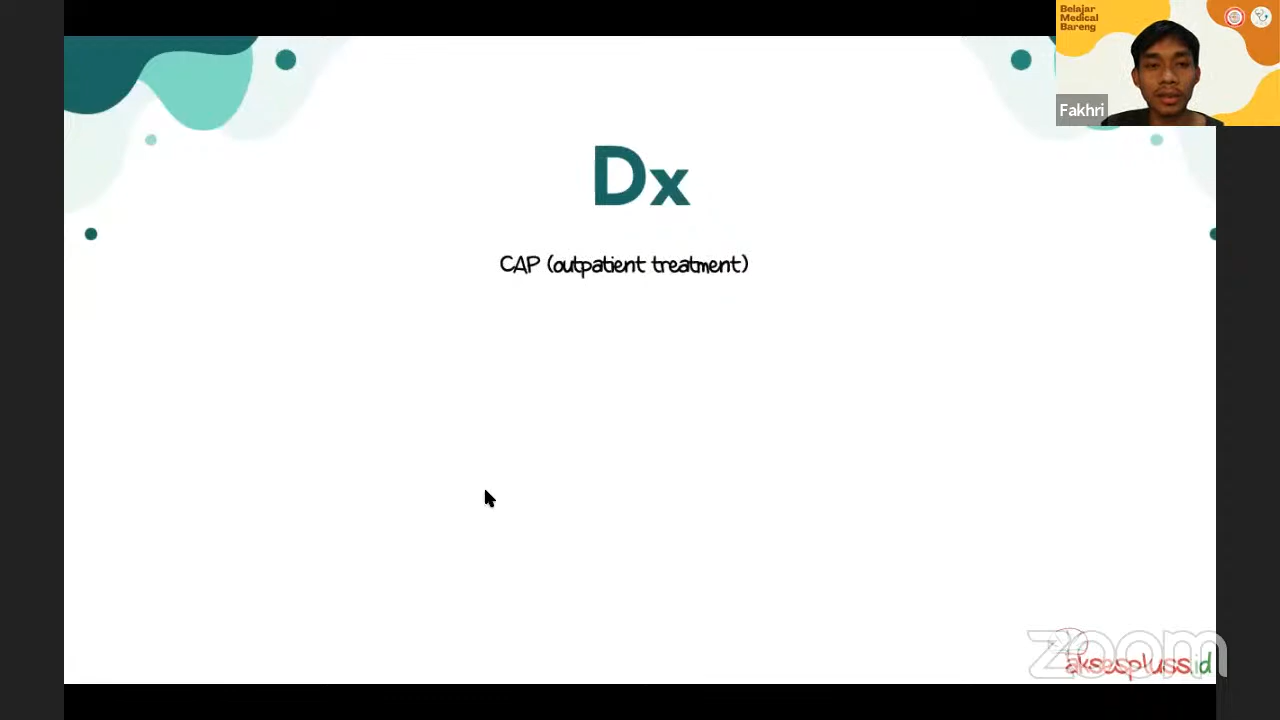 Belajar
Medical
Bareng
Fakhri
Dx
CAP (outpatient treatment)
zoom
aksespluss.id